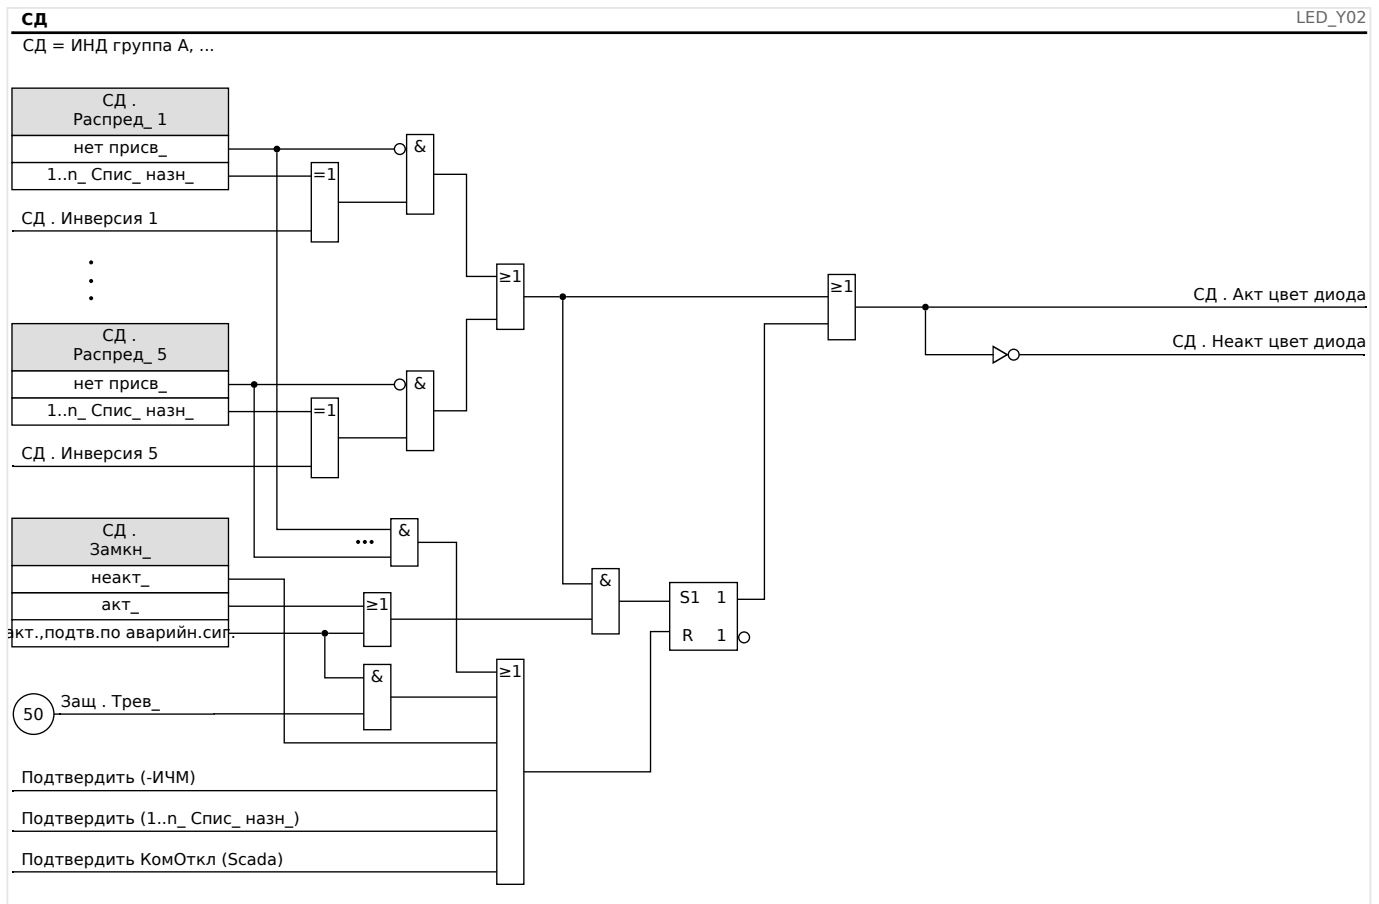 СД
LED_Y02
СД = ИНД группа А, ...
СД .
Распред_ 1
нет присв_
1..n_ Спис_ назн_
СД . Инверсия 1
&
=1
≥1
≥1
СД . Акт цвет диода
СД . Неакт цвет диода
СД .
Распред_ 5
нет присв_
1..n_ Спис_ назн_
СД . Инверсия 5
&
=1
СД .
Замкн_
неакт_
акт_
акт.,подтв.по аварийн.сиг.
&
≥1
&
S1 1
R 1
&
≥1
50
Защ . Трев_
Подтвердить (-ИЧМ)
Подтвердить (1..n_ Спис_ назн_)
Подтвердить КомОткл (Scada)